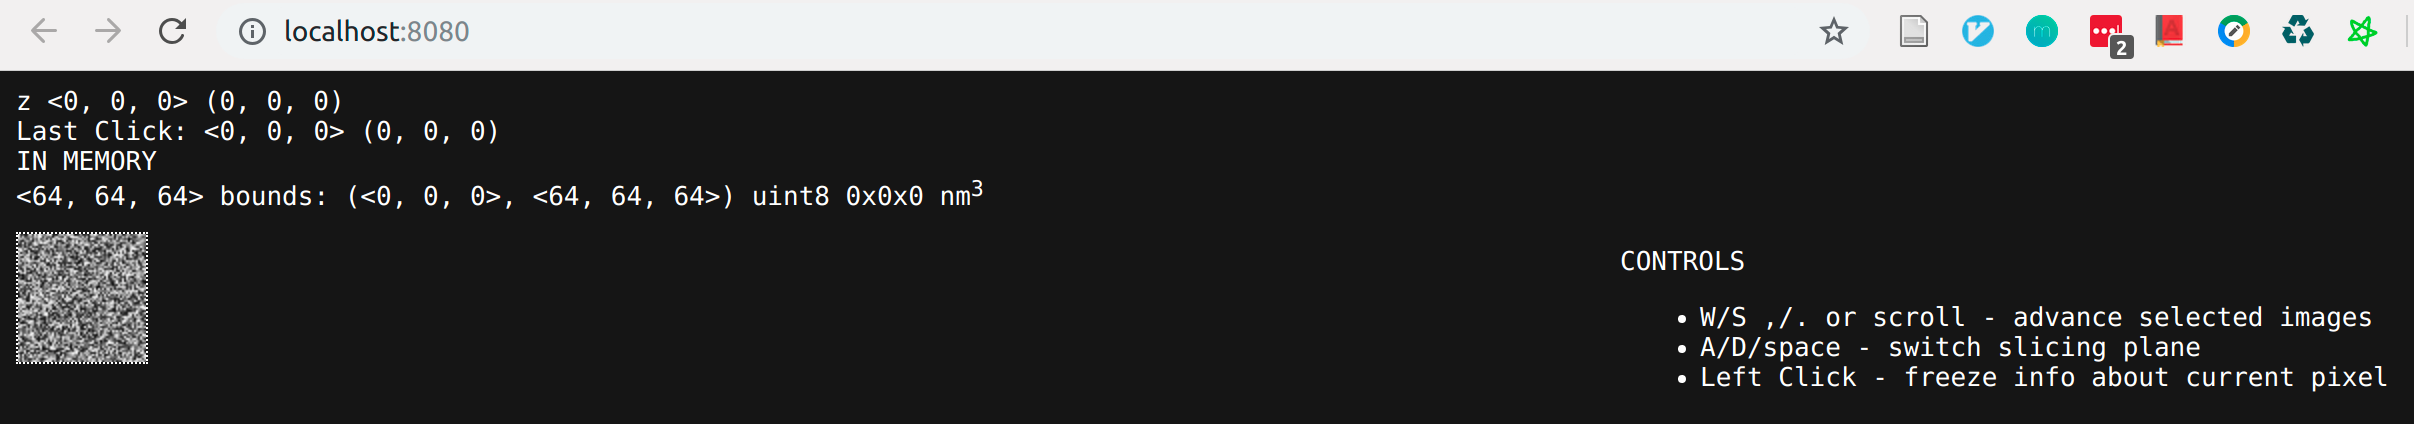 localhost:8080
m
2
A
z <0, 0, 0> (0, 0, 0)
Last Click: <0, 0, 0> (0, 0, 0)
IN MEMORY
<64, 64, 64> bounds: (<0, 0, 0>, <64, 64, 64>) uint8 0x0x0 nm³
CONTROLS
• W/S ,/. or scroll - advance selected images
• A/D/space - switch slicing plane
• Left Click - freeze info about current pixel